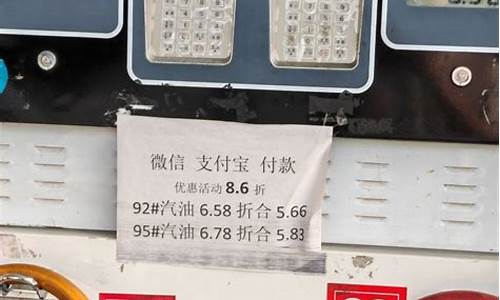 微信 支付宝 付款
优惠活动 8.6 折
92#汽油 6.58 折合 5.66
95#汽油 6.78 折合 5.83